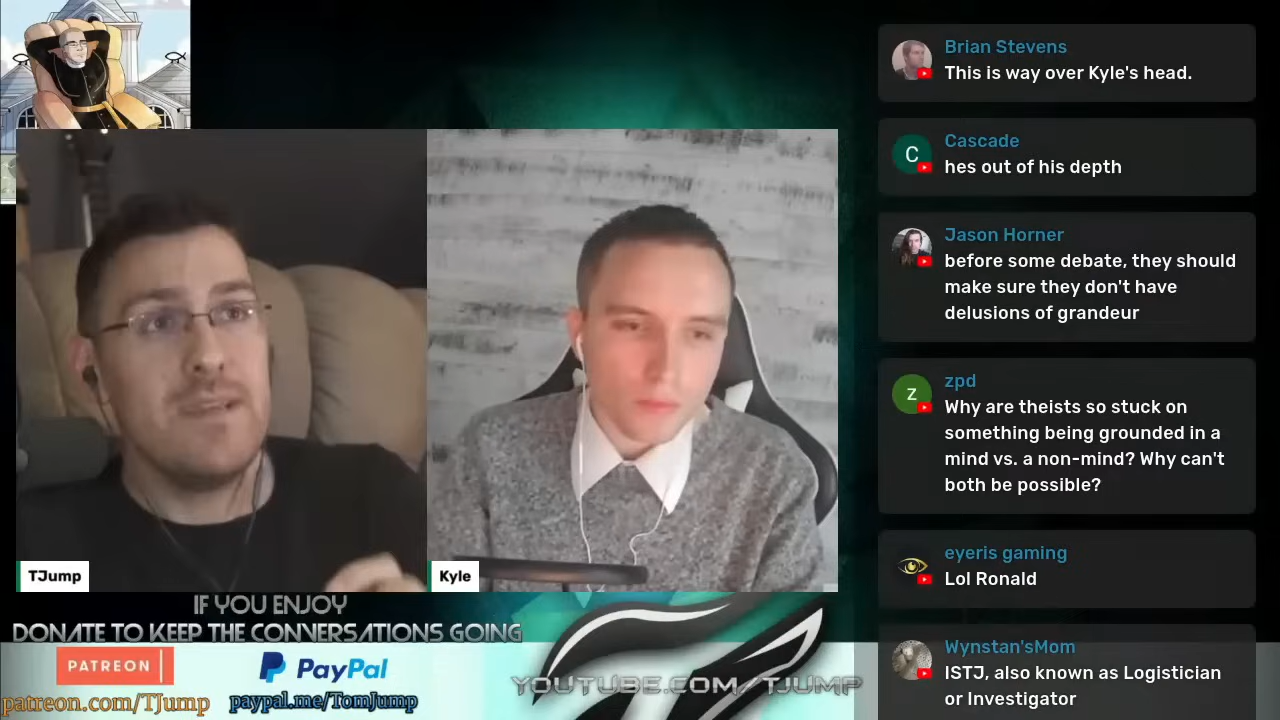 Brian Stevens
This is way over Kyle's head.
C
Cascade
hes out of his depth
Jason Horner
before some debate, they should
make sure they don't have
delusions of grandeur
z
zpd
Why are theists so stuck on
something being grounded in a
mind vs. a non-mind? Why can't
both be possible?
eyeris gaming
Lol Ronald
Wynstan'sMom
ISTJ, also known as Logistician
or Investigator
TJump
Kyle
IF YOU ENJOY
DONATE TO KEEP THE CONVERSATIONS GOING
PATREON
PayPal
patreon.com/TJump
paypal.me/TomJump
YOUTUBE.COM/TJUMP